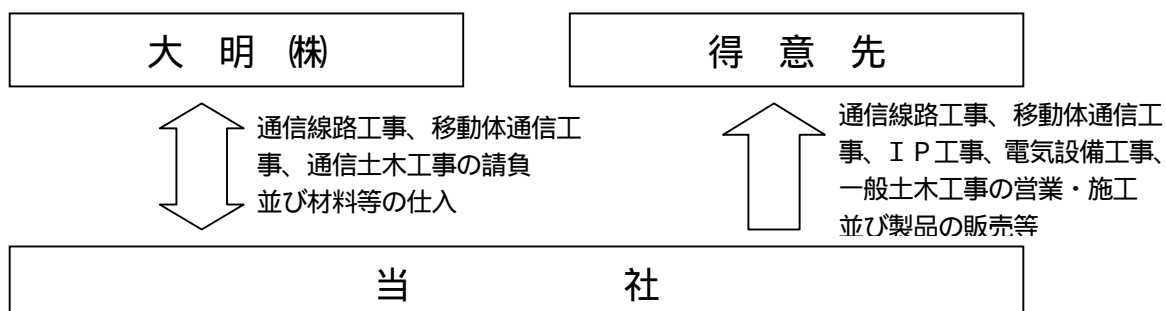 大 明 ㈱
得 意 先
通信線路工事、移動体通信工
事、通信土木工事の請負
並び材料等の仕入
通信線路工事、移動体通信工
事、ＩＰ工事、電気設備工事、
一般土木工事の営業・施工
並び製品の販売等
当 社